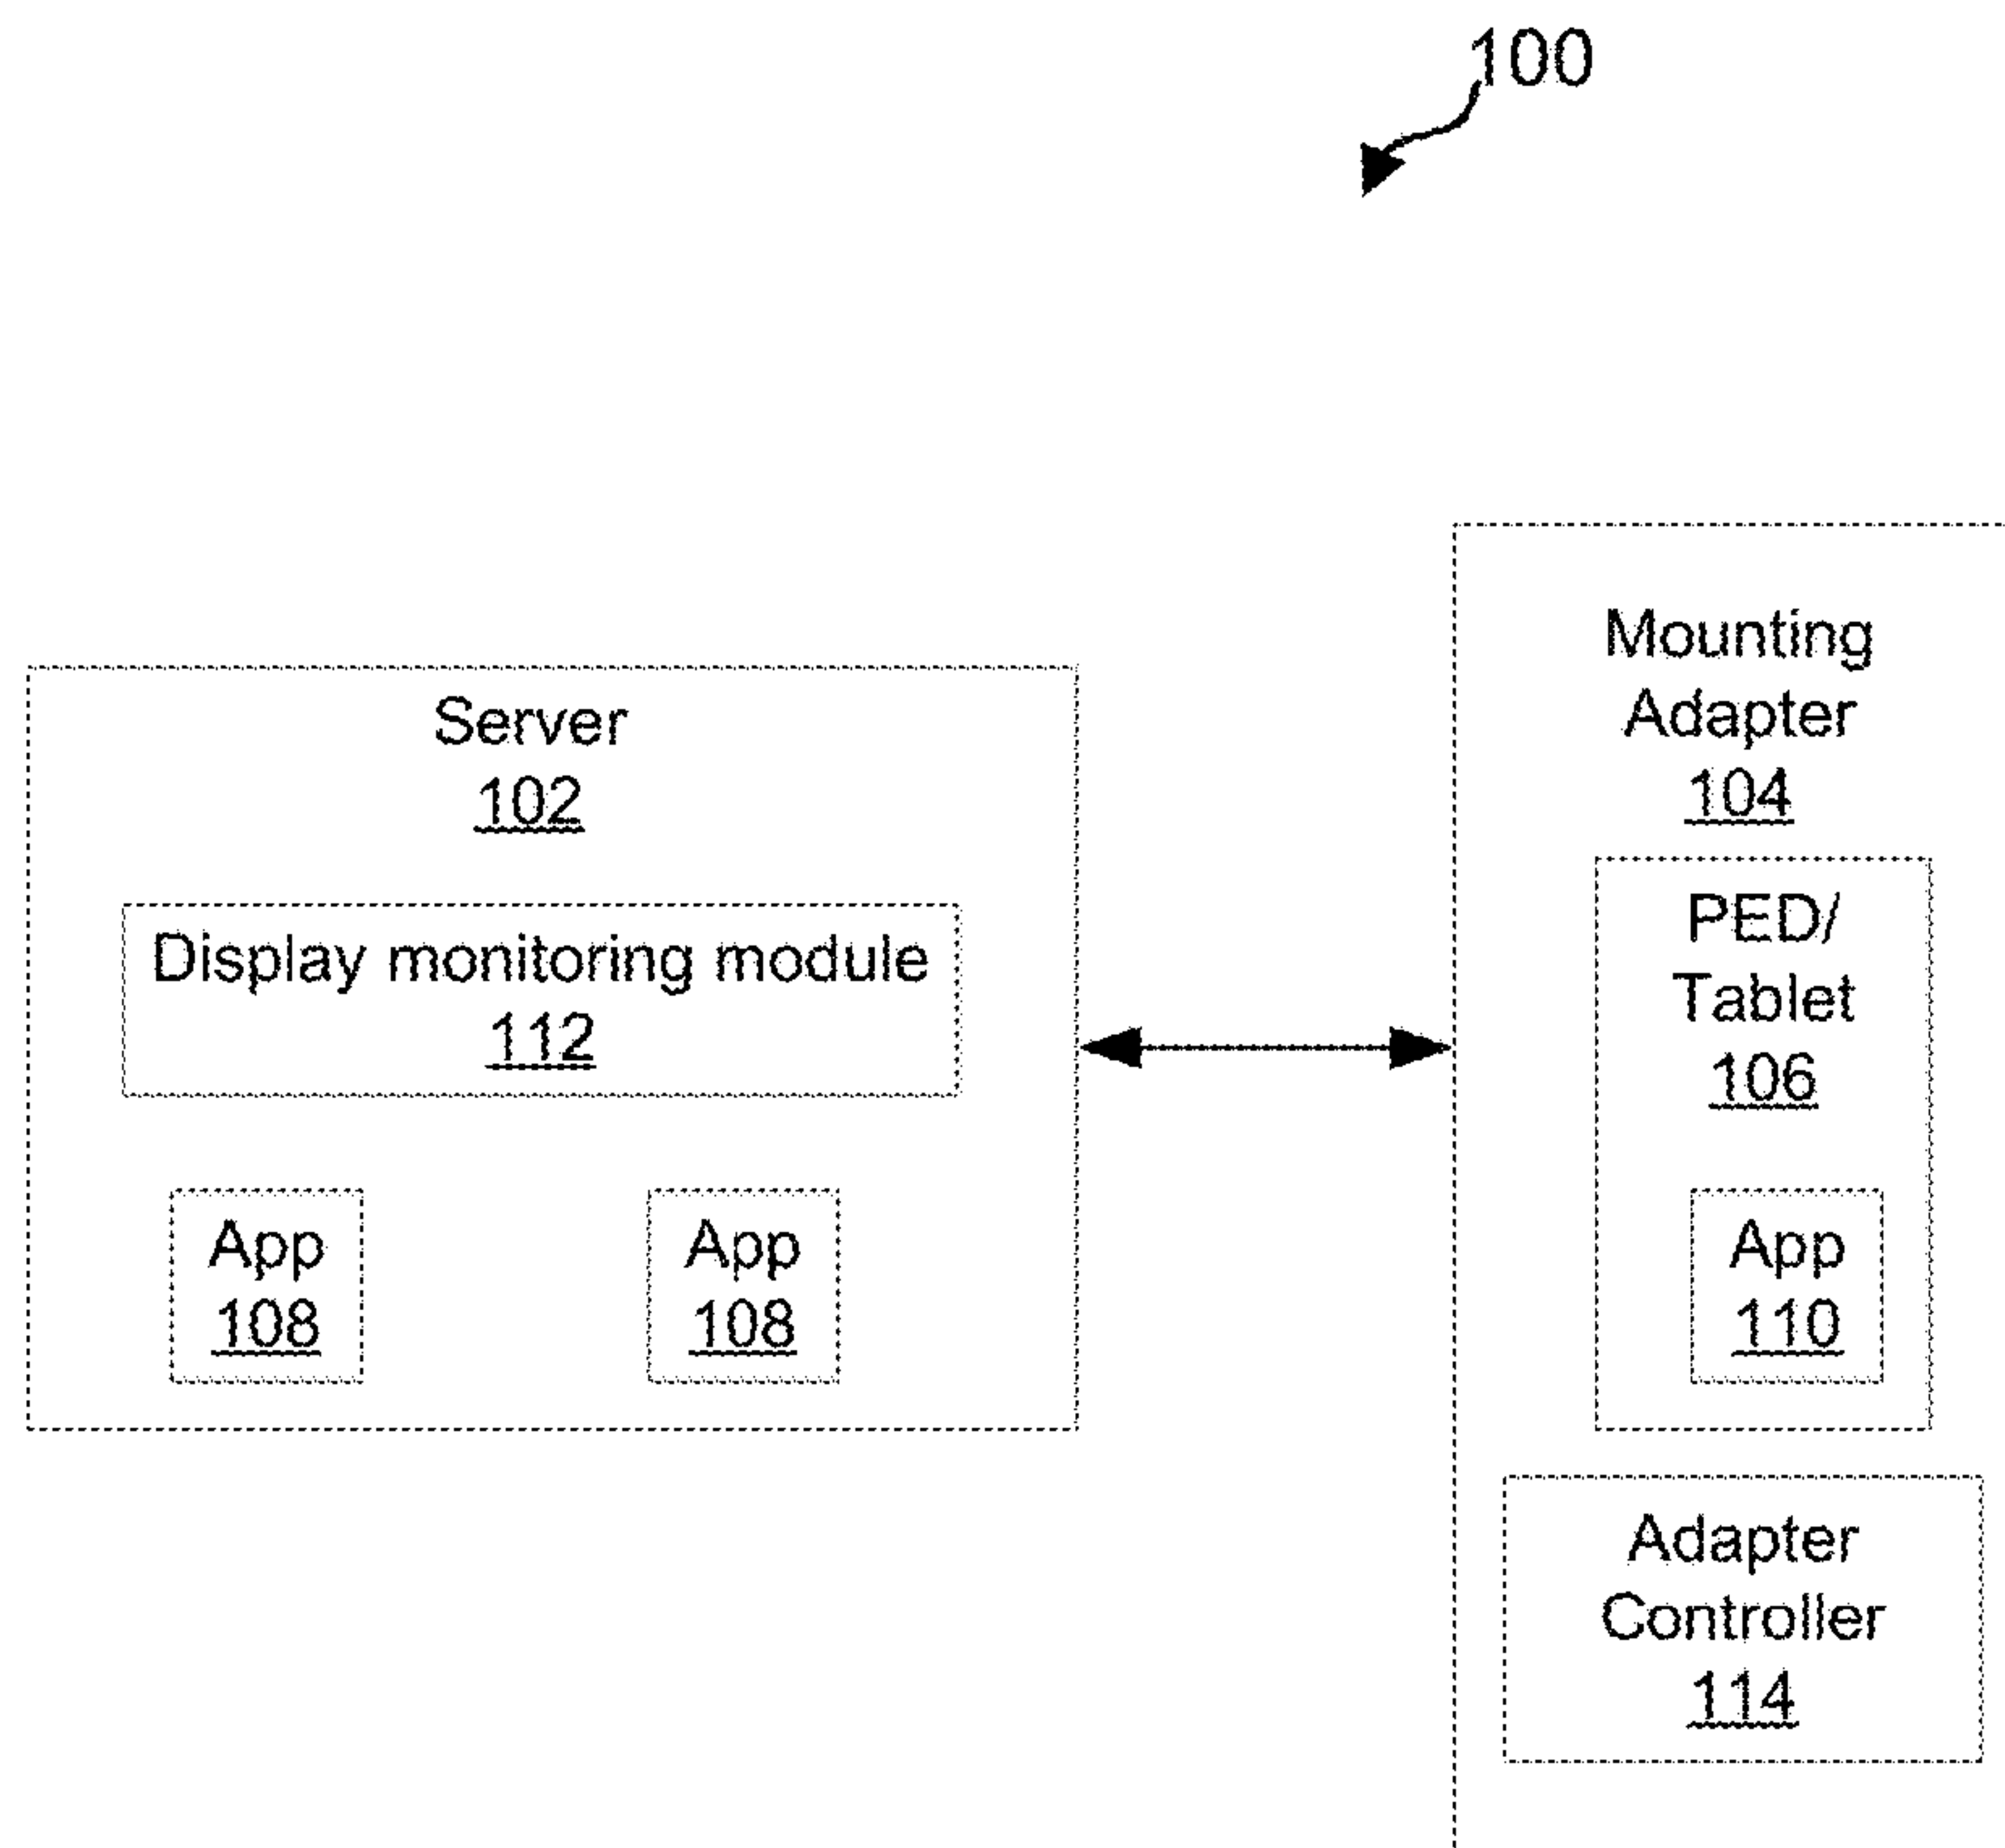 100
Server
102
Display monitoring module
112
App
108
App
108
Mounting
Adapter
104
PED/
Tablet
106
App
110
Adapter
Controller
114